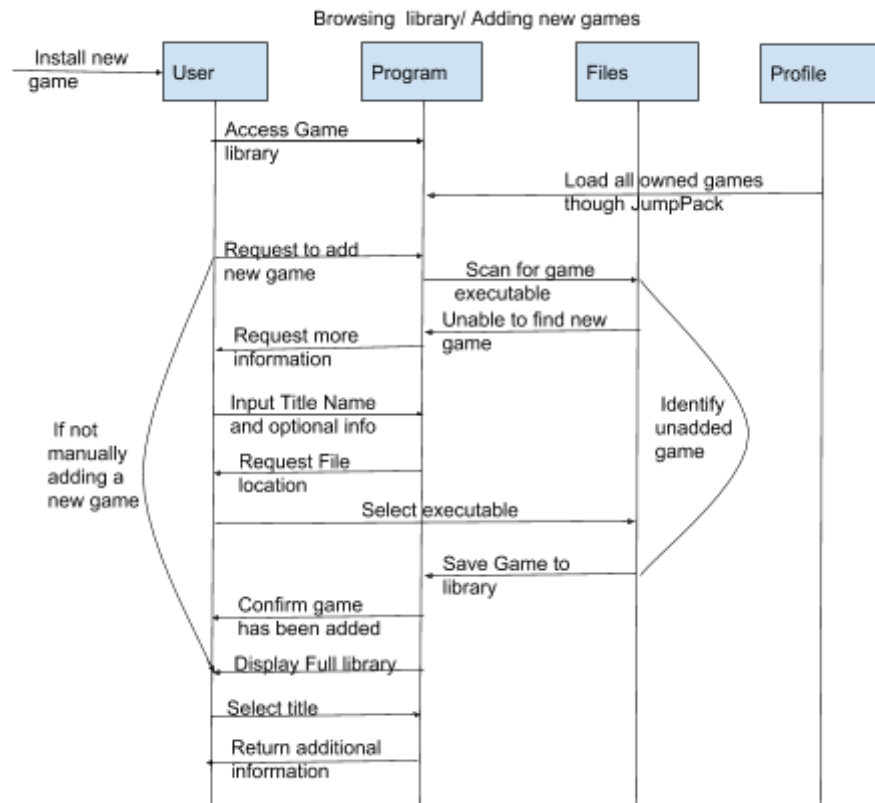 Browsing library/ Adding new games
Install new
game
User
Program
Files
Profile
Access Game
library
Load all owned games
though JumpPack
Request to add
new game
Scan for game
executable
Unable to find new
game
Request more
information
Input Title Name
and optional info
Identify
unadded
game
If not
manually
adding a
new game
Request File
location
Select executable
Save Game to
library
Confirm game
has been added
Display Full library
Select title
Return additional
information